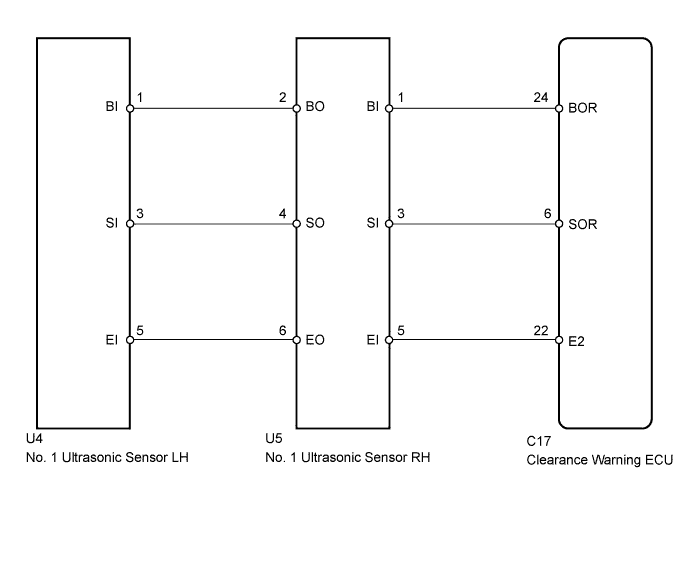 1 2 1 24
BI BO BI BOR
3 4 3 6
SI SO SI SOR
5 6 5 22
EI EO EI E2
U4 U5 C17
No. 1 Ultrasonic Sensor LH No. 1 Ultrasonic Sensor RH Clearance Warning ECU